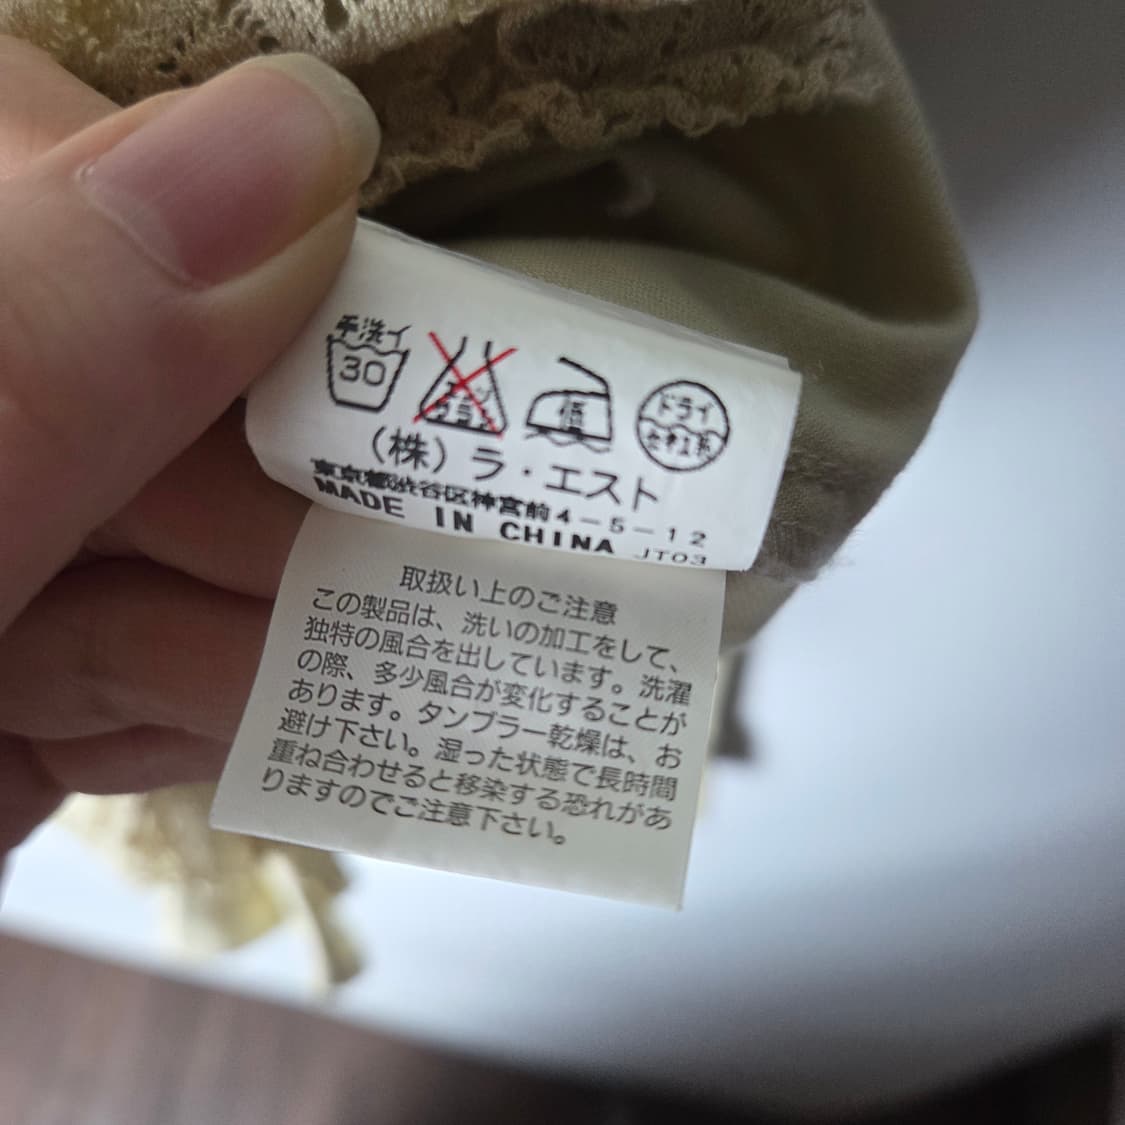 手洗イ
30
エンソ
サラシ
低
ドライ
セキユ系
(株)ラ・エスト
東京都渋谷区神宮前4-5-12
MADE IN CHINA JT03
取扱い上のご注意
この製品は、洗いの加工をして、
独特の風合を出しています。洗濯
の際、多少風合が変化することが
あります。タンブラー乾燥は、お
避け下さい。湿った状態で長時間
重ね合わせると移染する恐れがあ
りますのでご注意下さい。